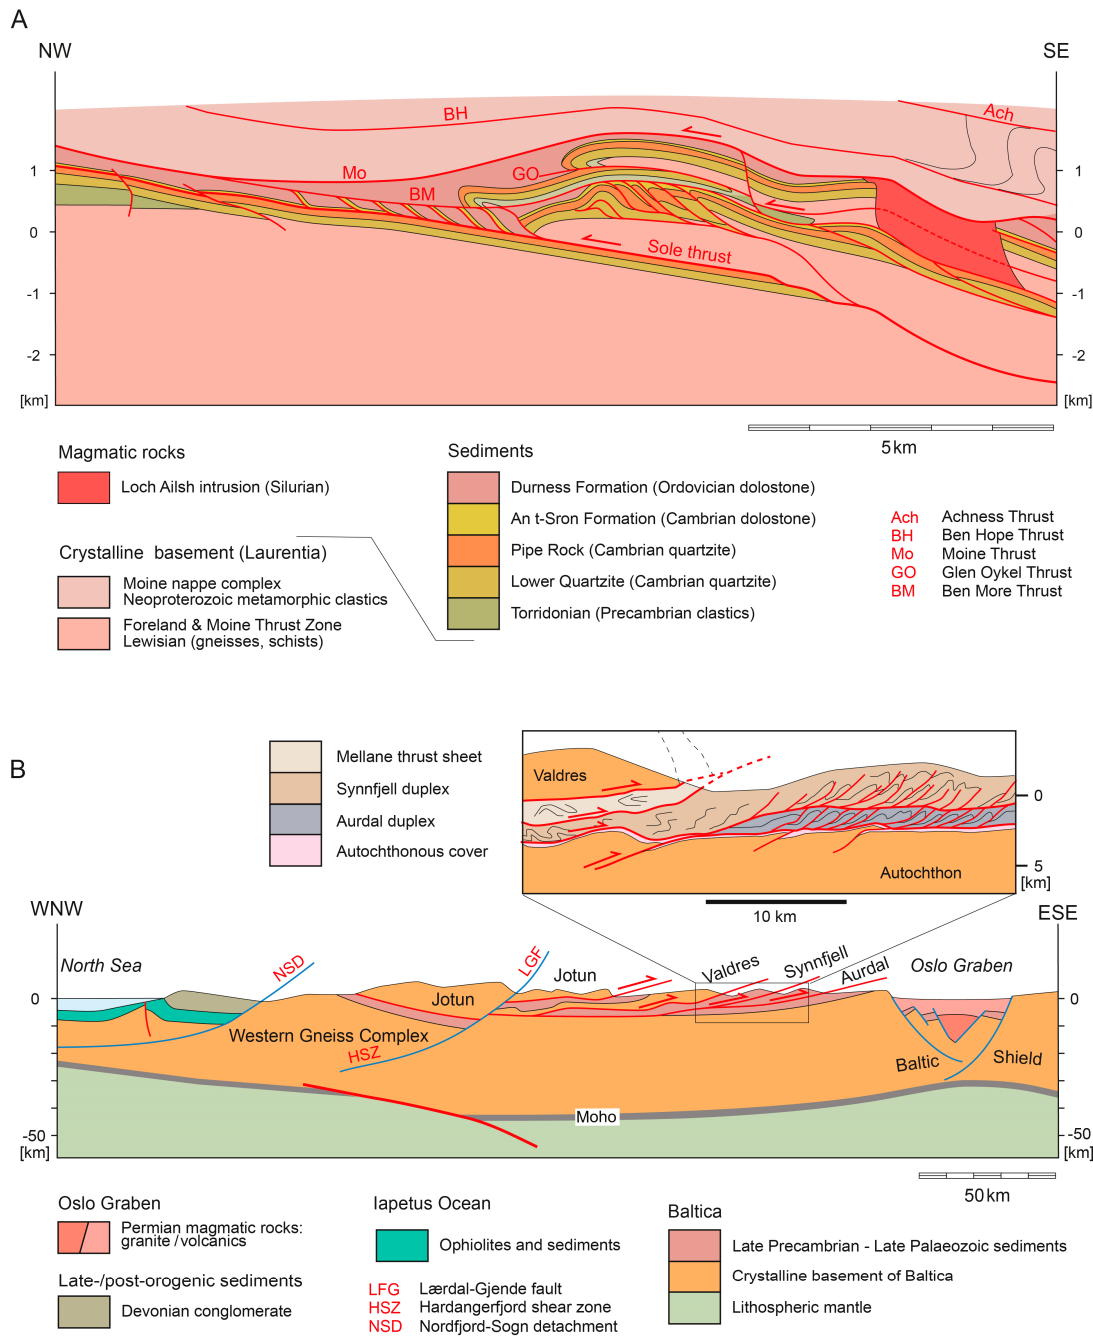 A
NW
SE
BH
Ach
Mo
GO
BM
Sole thrust
1
0
-1
-2
[km]
1
0
-1
-2
[km]
5 km
Magmatic rocks
Loch Ailsh intrusion (Silurian)
Crystalline basement (Laurentia)
Moine nappe complex
Neoproterozoic metamorphic clastics
Foreland & Moine Thrust Zone
Lewisian (gneisses, schists)
Sediments
Durness Formation (Ordovician dolostone)
An t-Sron Formation (Cambrian dolostone)
Pipe Rock (Cambrian quartzite)
Lower Quartzite (Cambrian quartzite)
Torridonian (Precambrian clastics)
Ach Achness Thrust
BH Ben Hope Thrust
Mo Moine Thrust
GO Glen Oykel Thrust
BM Ben More Thrust
B
Mellane thrust sheet
Synnfjell duplex
Aurdal duplex
Autochthonous cover
Valdres
Autochthon
0
5
[km]
10 km
WNW
ESE
North Sea
NSD
LGF
Jotun
Valdres
Synnfjell
Aurdal
Oslo Graben
Jotun
Western Gneiss Complex
HSZ
Baltic
Shield
Moho
0
-50
[km]
0
-50
[km]
50 km
Oslo Graben
Permian magmatic rocks:
granite / volcanics
Late-/post-orogenic sediments
Devonian conglomerate
Iapetus Ocean
Ophiolites and sediments
LFG Lærdal-Gjende fault
HSZ Hardangerfjord shear zone
NSD Nordfjord-Sogn detachment
Baltica
Late Precambrian - Late Palaeozoic sediments
Crystalline basement of Baltica
Lithospheric mantle